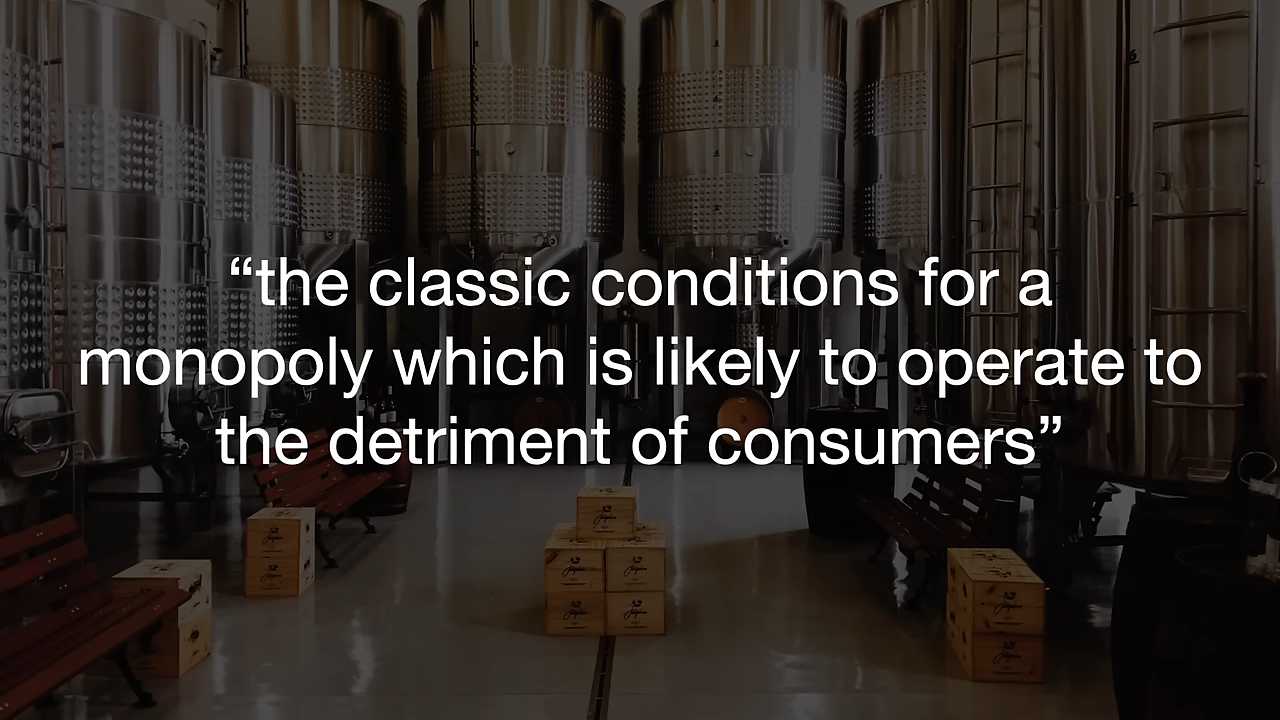 “the classic conditions for a
monopoly which is likely to operate to
the detriment of consumers”